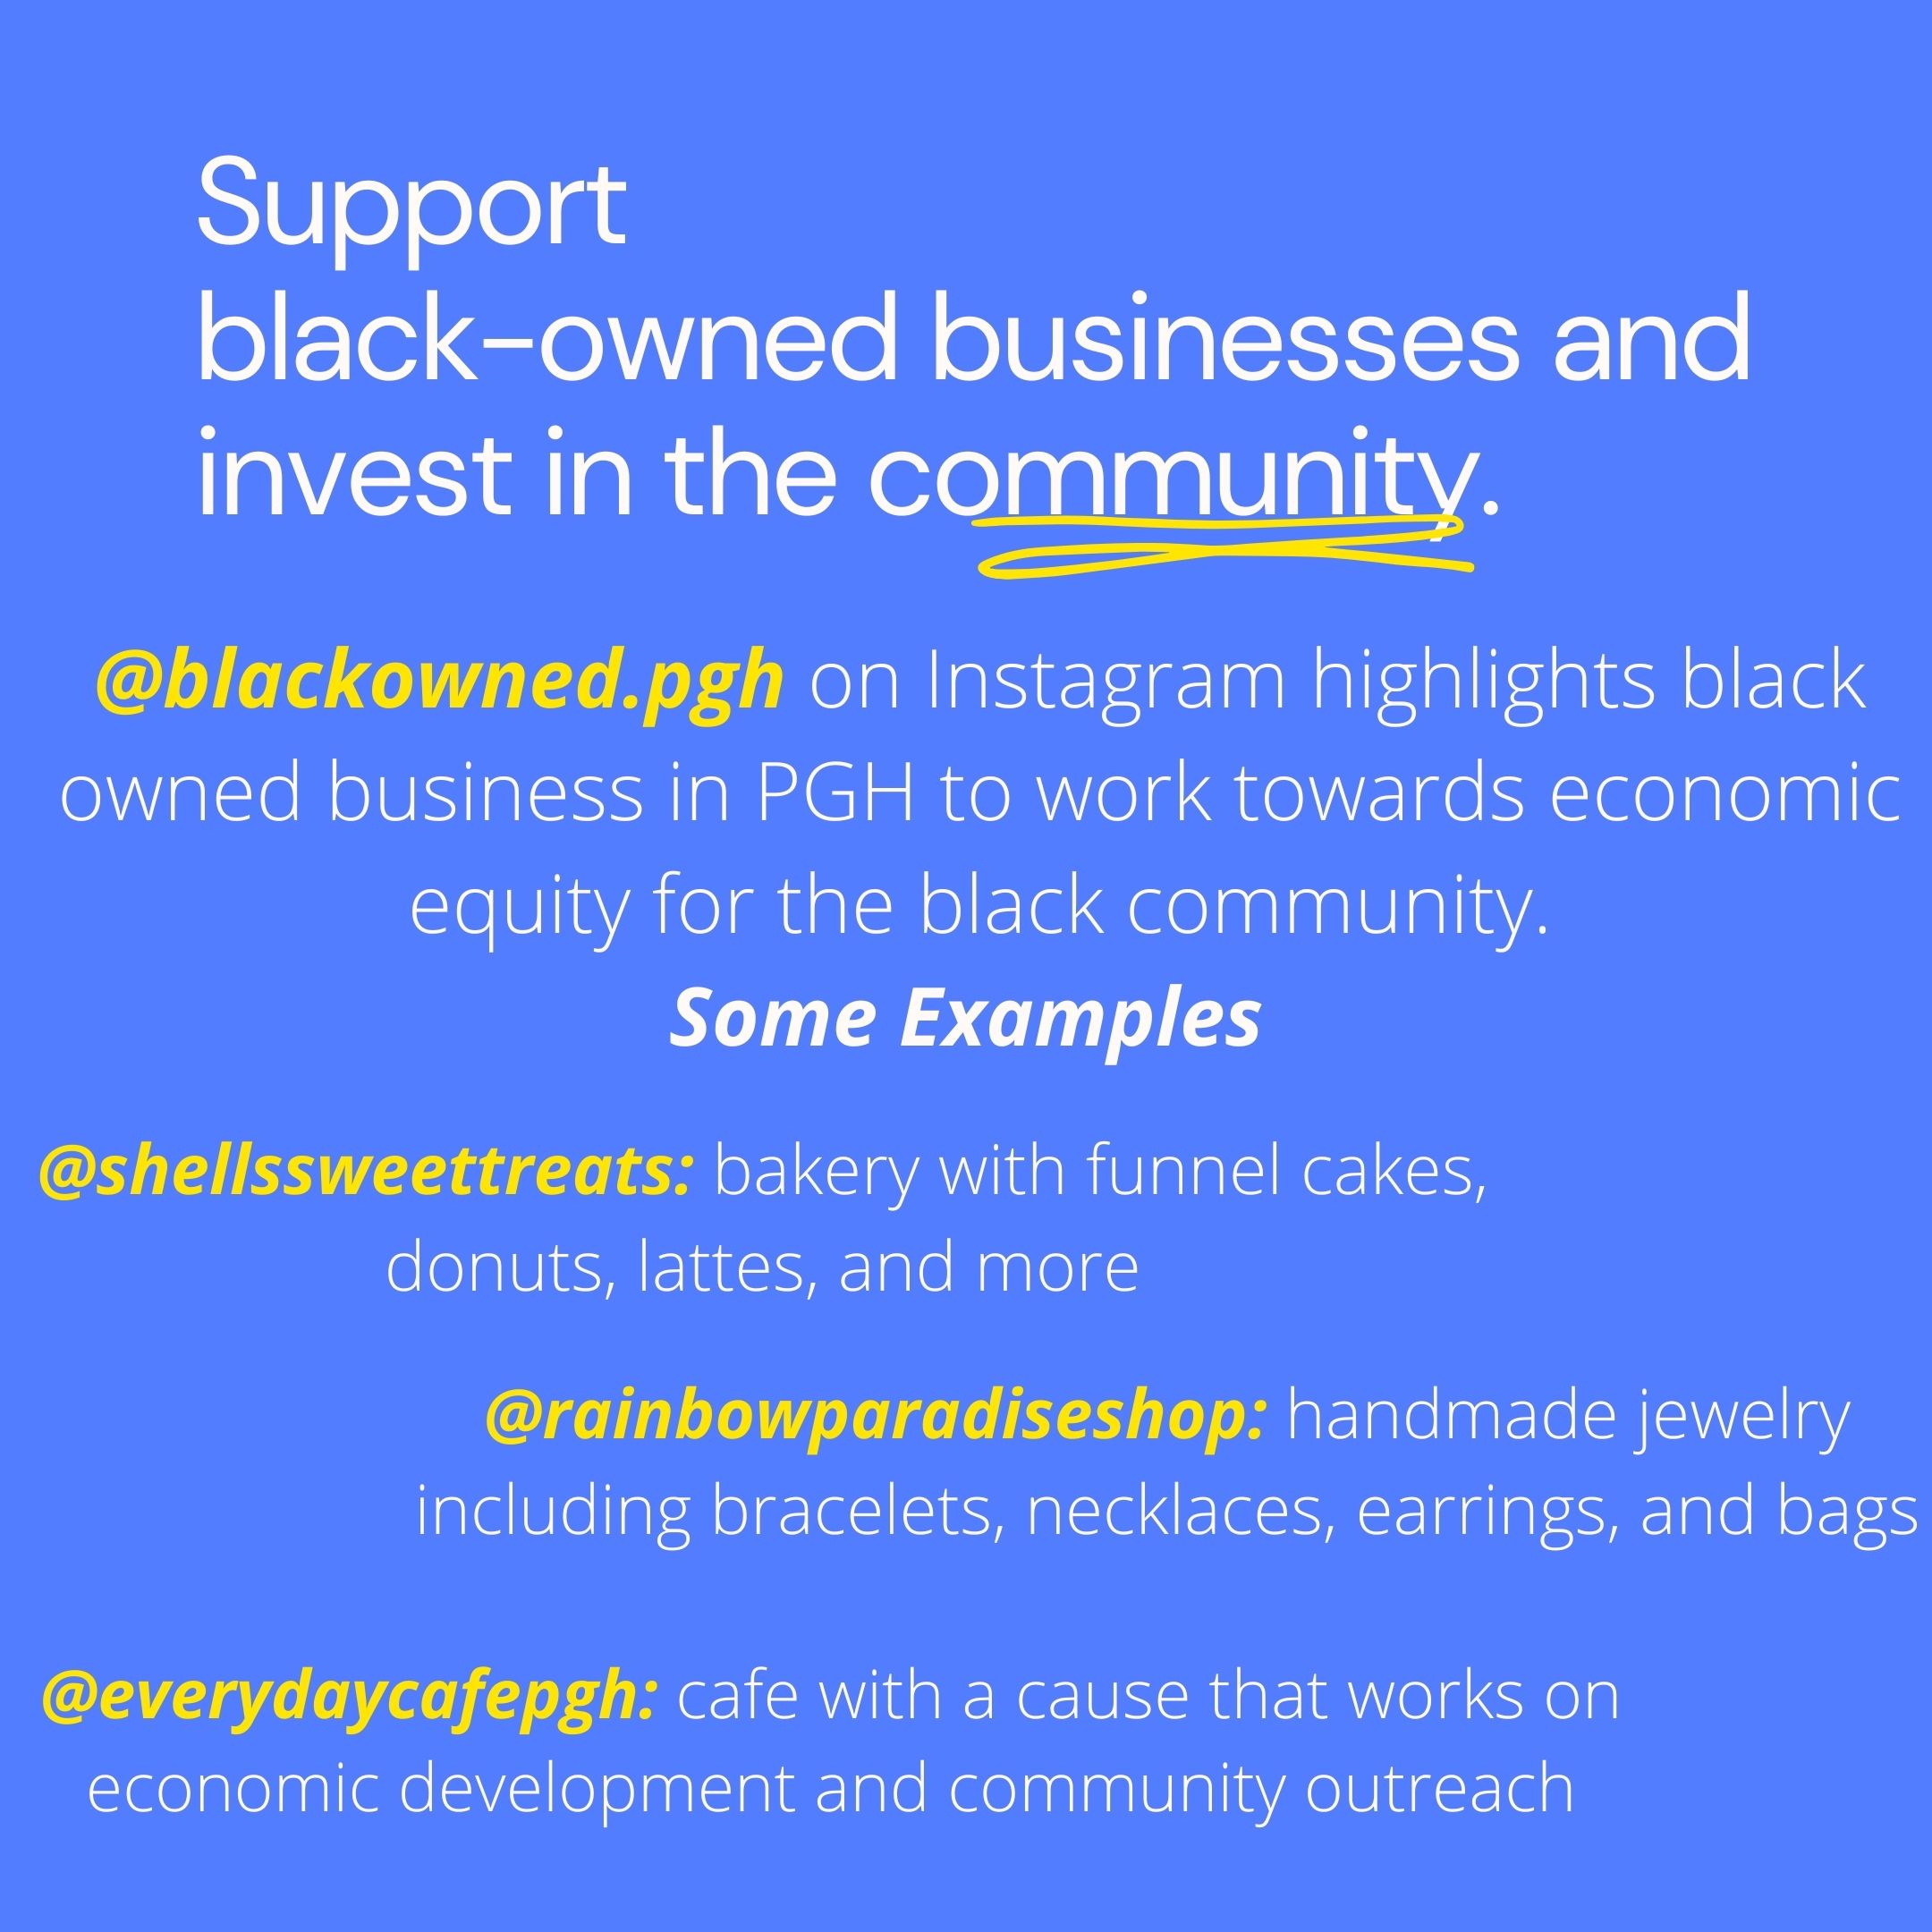 Support
black-owned businesses and
invest in the community.
@blackowned.pgh on Instagram highlights black
owned business in PGH to work towards economic
equity for the black community.
Some Examples
@shellssweettreats: bakery with funnel cakes,
donuts, lattes, and more
@rainbowparadiseshop: handmade jewelry
including bracelets, necklaces, earrings, and bags
@everydaycafepgh: cafe with a cause that works on
economic development and community outreach